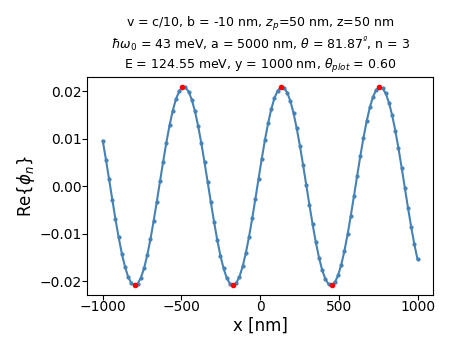 v = c/10, b = -10 nm, z_p=50 nm, z=50 nm
ħω₀ = 43 meV, a = 5000 nm, θ = 81.87°, n = 3
E = 124.55 meV, y = 1000 nm, θ_plot = 0.60
Re{ϕ_n}
0.02
0.01
0.00
−0.01
−0.02
−1000 −500 0 500 1000
x [nm]